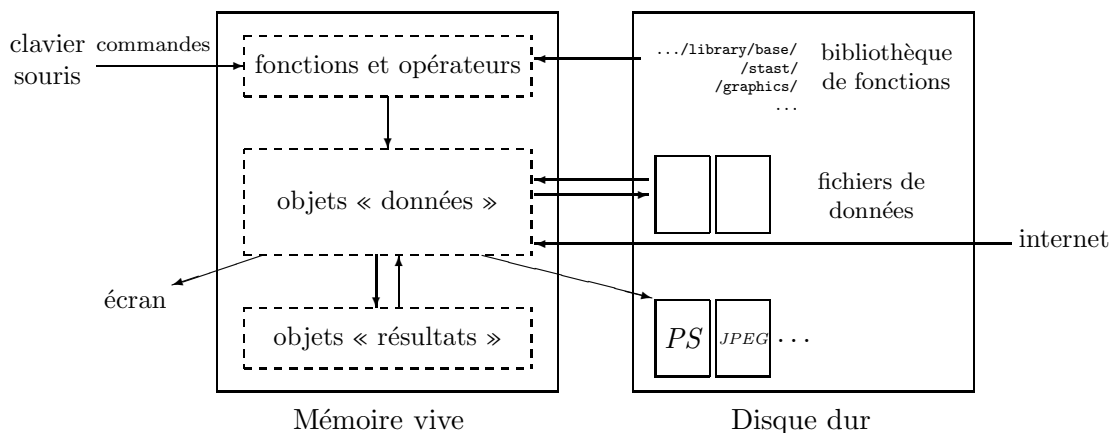 clavier
souris
commandes
fonctions et opérateurs
.../library/base/
/stast/
/graphics/
...
bibliothèque
de fonctions
objets « données »
fichiers de
données
internet
écran
objets « résultats »
PS
JPEG
...
Mémoire vive
Disque dur